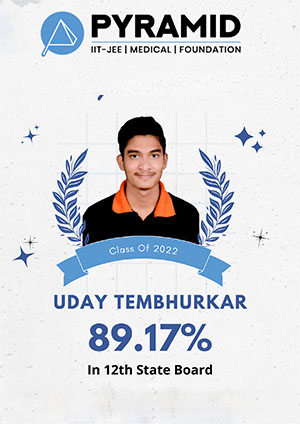 PYRAMID
IIT-JEE | MEDICAL | FOUNDATION
Class Of 2022
UDAY TEMBHURKAR
89.17%
In 12th State Board